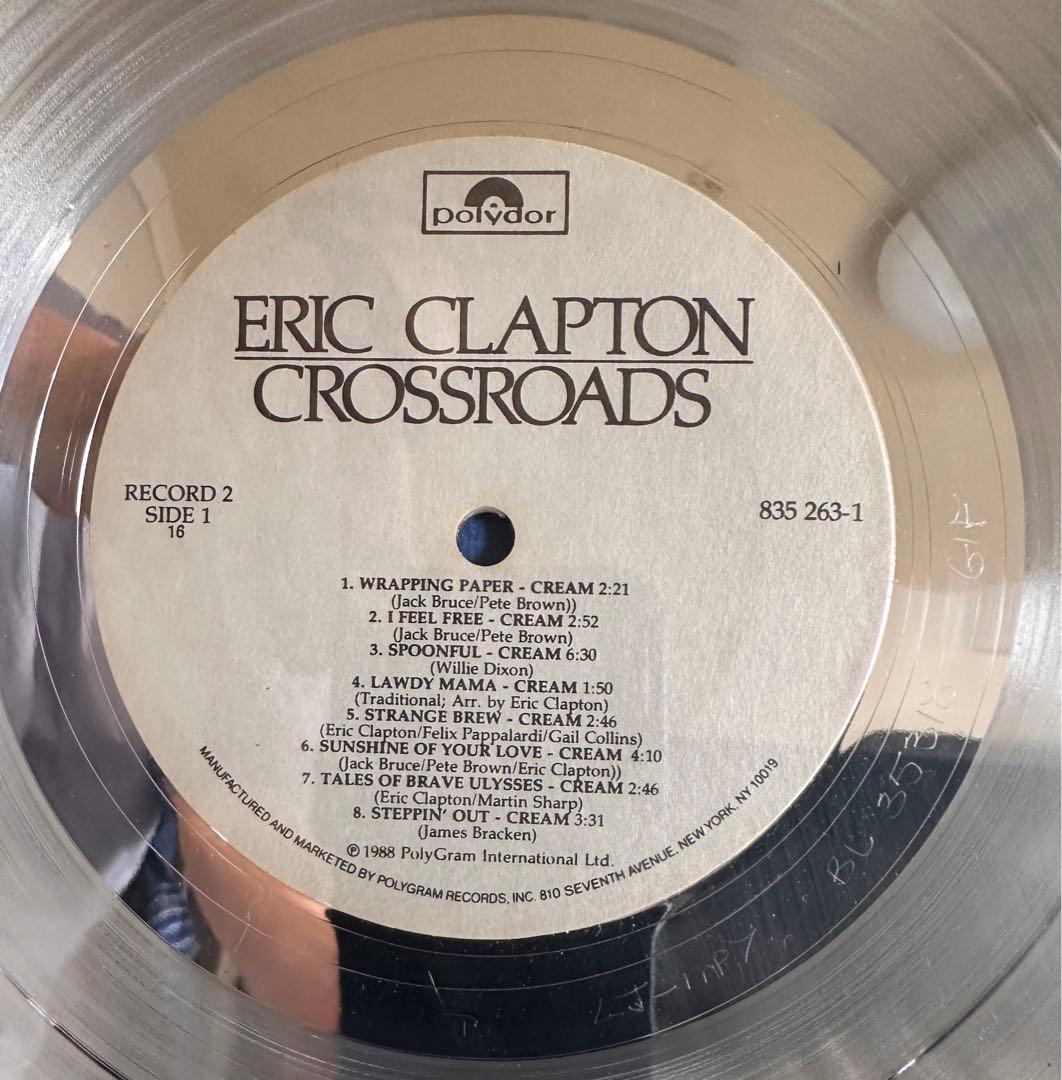 polydor
ERIC CLAPTON
CROSSROADS
RECORD 2
SIDE 1
16
835 263-1
1. WRAPPING PAPER - CREAM 2:21
(Jack Bruce/Pete Brown))
2. I FEEL FREE - CREAM 2:52
(Jack Bruce/Pete Brown)
3. SPOONFUL - CREAM 6:30
(Willie Dixon)
4. LAWDY MAMA - CREAM 1:50
(Traditional; Arr. by Eric Clapton)
5. STRANGE BREW - CREAM 2:46
(Eric Clapton/Felix Pappalardi/Gail Collins)
6. SUNSHINE OF YOUR LOVE - CREAM 4:10
(Jack Bruce/Pete Brown/Eric Clapton))
7. TALES OF BRAVE ULYSSES - CREAM 2:46
(Eric Clapton/Martin Sharp)
8. STEPPIN' OUT - CREAM 3:31
(James Bracken)
℗ 1988 PolyGram International Ltd.
MANUFACTURED AND MARKETED BY POLYGRAM RECORDS, INC. 810 SEVENTH AVENUE, NEW YORK, NY 10019